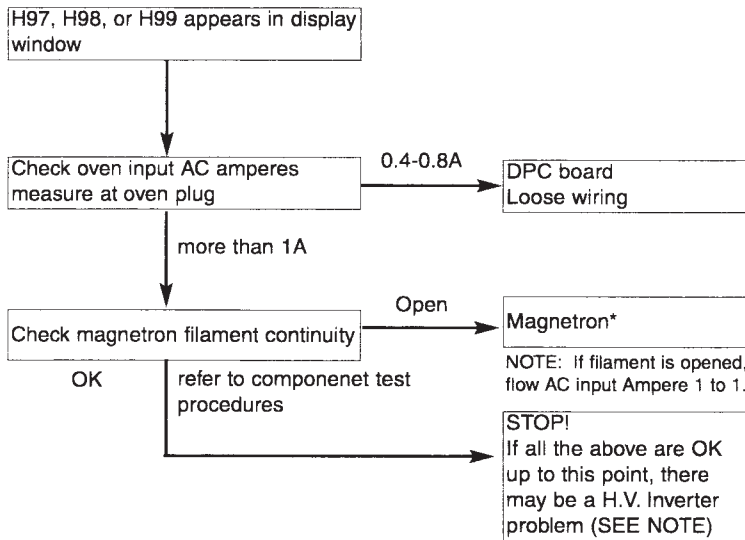 H97, H98, or H99 appears in display
window
Check oven input AC amperes
measure at oven plug
0.4-0.8A
DPC board
Loose wiring
more than 1A
Check magnetron filament continuity
Open
Magnetron*
NOTE: If filament is opened,
flow AC input Ampere 1 to 1.
OK
refer to componenet test
procedures
STOP!
If all the above are OK
up to this point, there
may be a H.V. Inverter
problem (SEE NOTE)